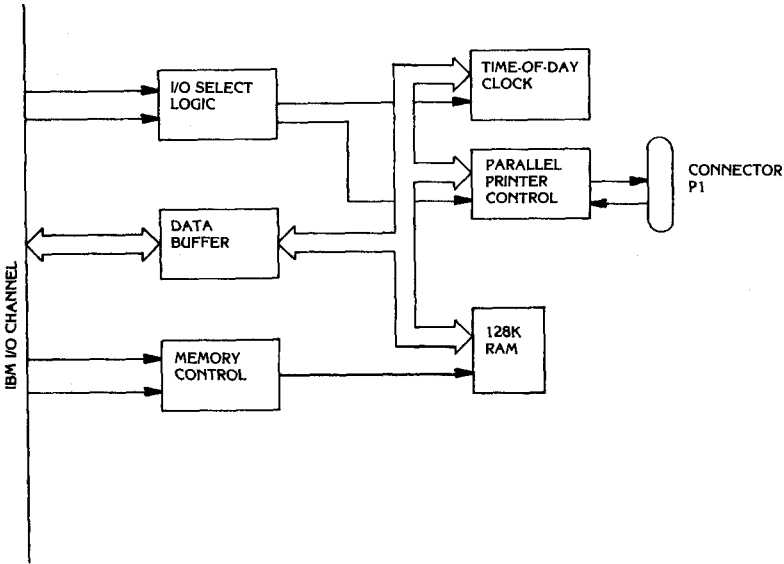 I/O SELECT
LOGIC
TIME-OF-DAY
CLOCK
PARALLEL
PRINTER
CONTROL
CONNECTOR
P1
DATA
BUFFER
IBM I/O CHANNEL
MEMORY
CONTROL
128K
RAM